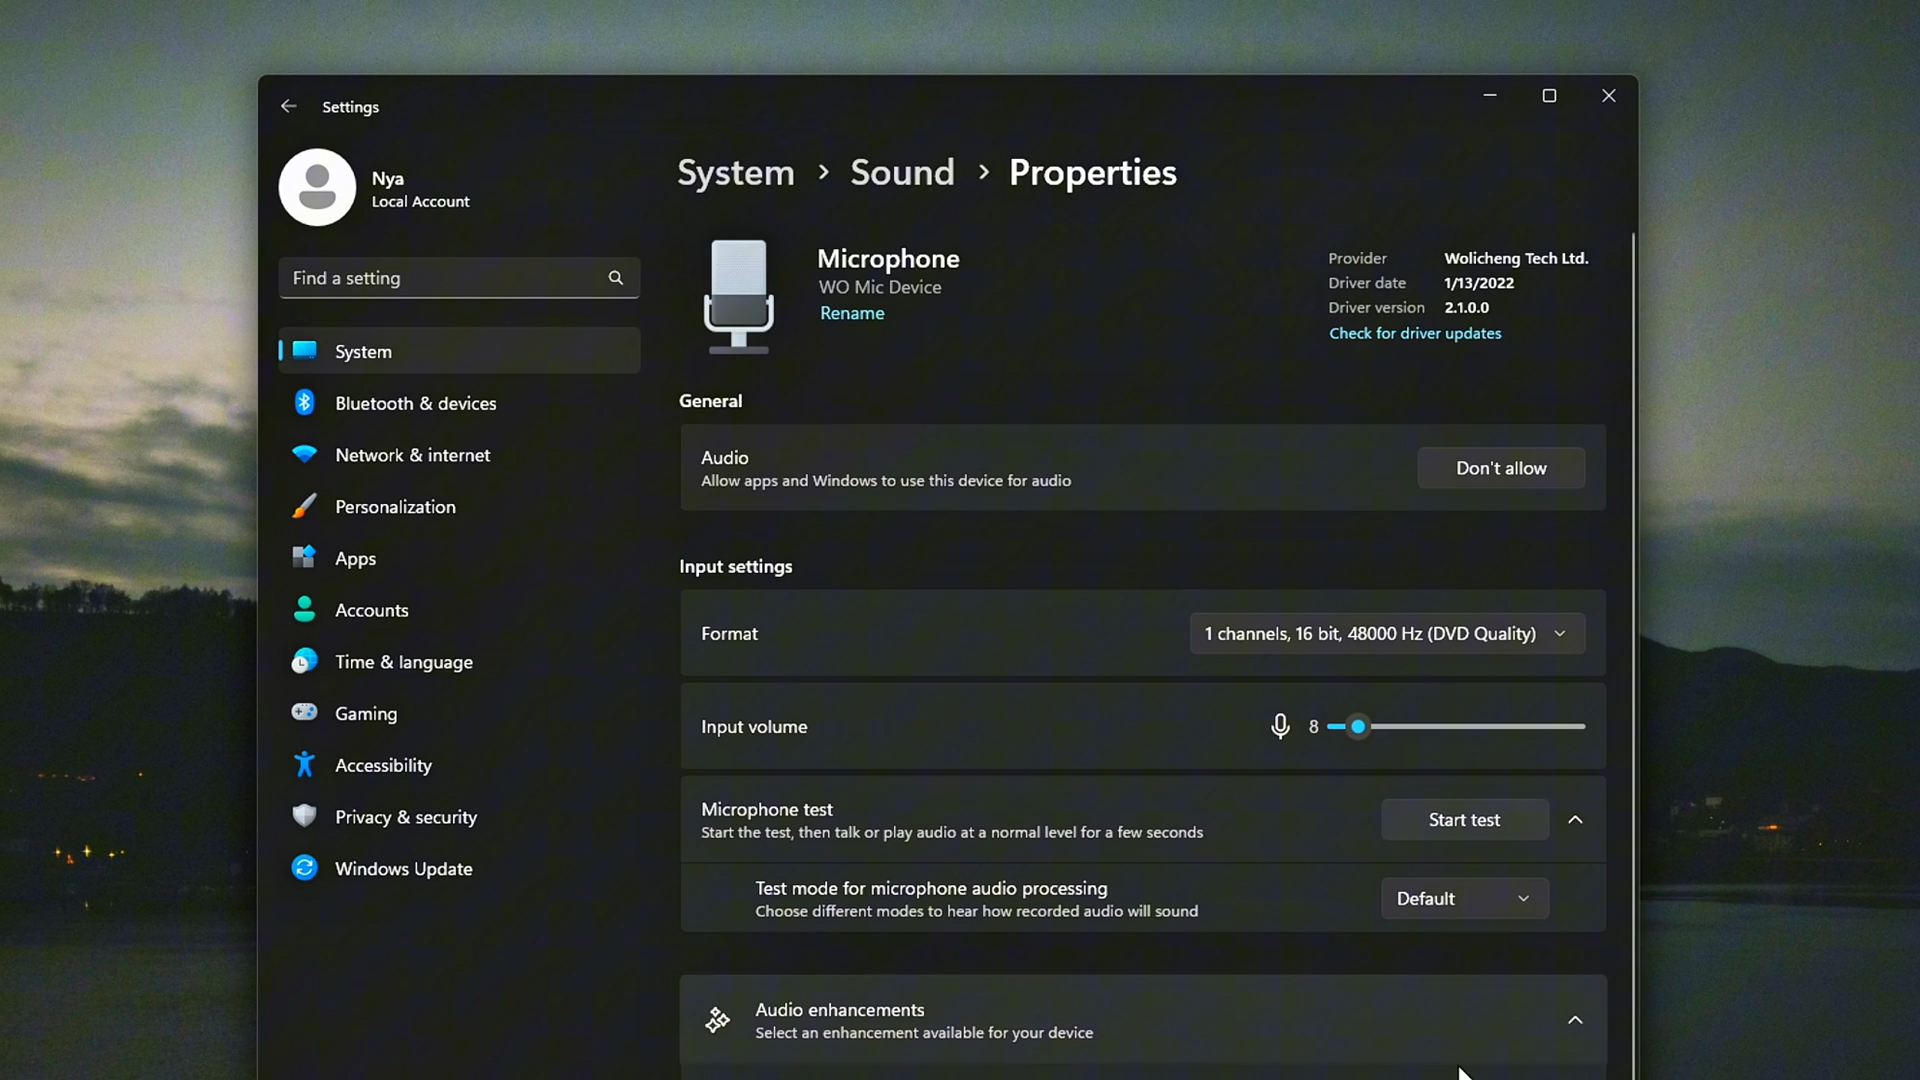 Settings
Nya
Local Account
Find a setting
System
Bluetooth & devices
Network & internet
Personalization
Apps
Accounts
Time & language
Gaming
Accessibility
Privacy & security
Windows Update
System > Sound > Properties
Microphone
WO Mic Device
Rename
Provider Wolicheng Tech Ltd.
Driver date 1/13/2022
Driver version 2.1.0.0
Check for driver updates
General
Audio
Allow apps and Windows to use this device for audio
Don't allow
Input settings
Format
1 channels, 16 bit, 48000 Hz (DVD Quality)
Input volume
8
Microphone test
Start the test, then talk or play audio at a normal level for a few seconds
Start test
Test mode for microphone audio processing
Choose different modes to hear how recorded audio will sound
Default
Audio enhancements
Select an enhancement available for your device